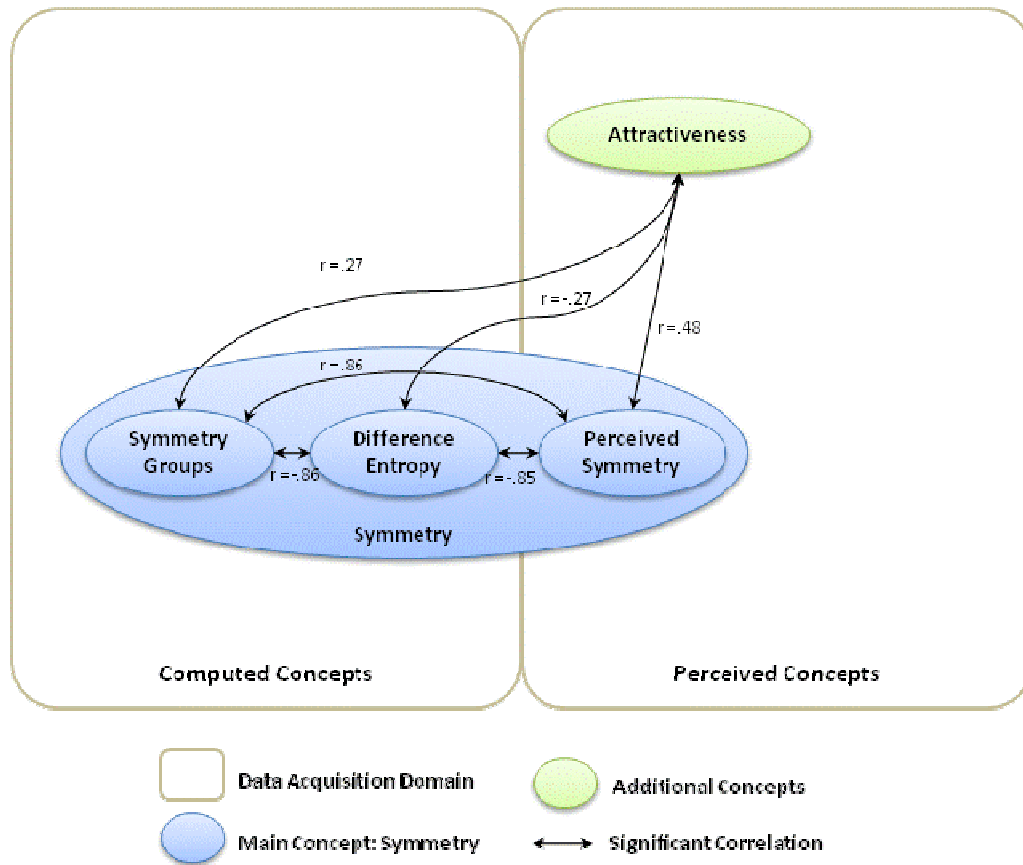 Attractiveness
r = .27
r = -.27
r = .48
r = .86
Symmetry
Groups
Difference
Entropy
Perceived
Symmetry
r = -.86
r = -.85
Symmetry
Computed Concepts
Perceived Concepts
Data Acquisition Domain
Additional Concepts
Main Concept: Symmetry
Significant Correlation